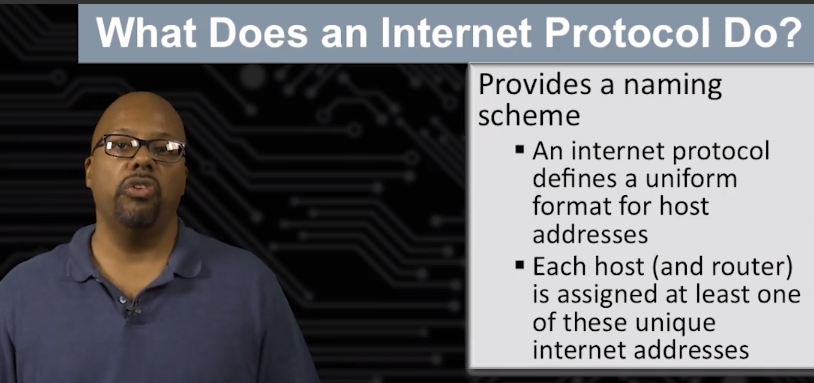 What Does an Internet Protocol Do?
Provides a naming
scheme
▪ An internet protocol
defines a uniform
format for host
addresses
▪ Each host (and router)
is assigned at least one
of these unique
internet addresses